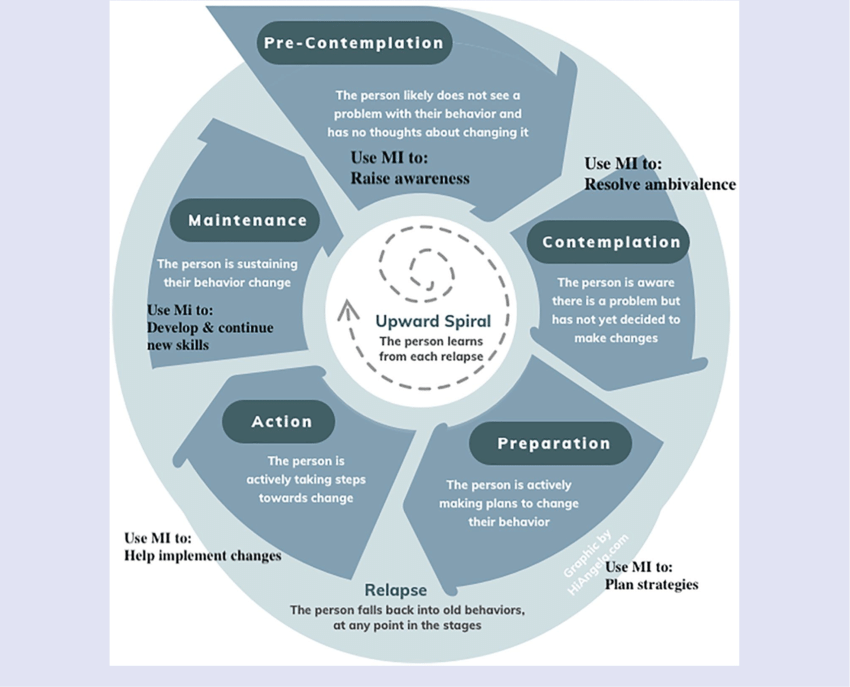 Pre-Contemplation
The person likely does not see a
problem with their behavior and
has no thoughts about changing it
Use MI to:
Raise awareness
Use MI to:
Resolve ambivalence
Contemplation
The person is aware
there is a problem but
has not yet decided to
make changes
Preparation
The person is actively
making plans to change
their behavior
Graphic by
HiAngela.com
Use MI to:
Plan strategies
Action
The person is
actively taking steps
towards change
Use MI to:
Help implement changes
Maintenance
The person is sustaining
their behavior change
Use Mi to:
Develop & continue
new skills
Upward Spiral
The person learns
from each relapse
Relapse
The person falls back into old behaviors,
at any point in the stages